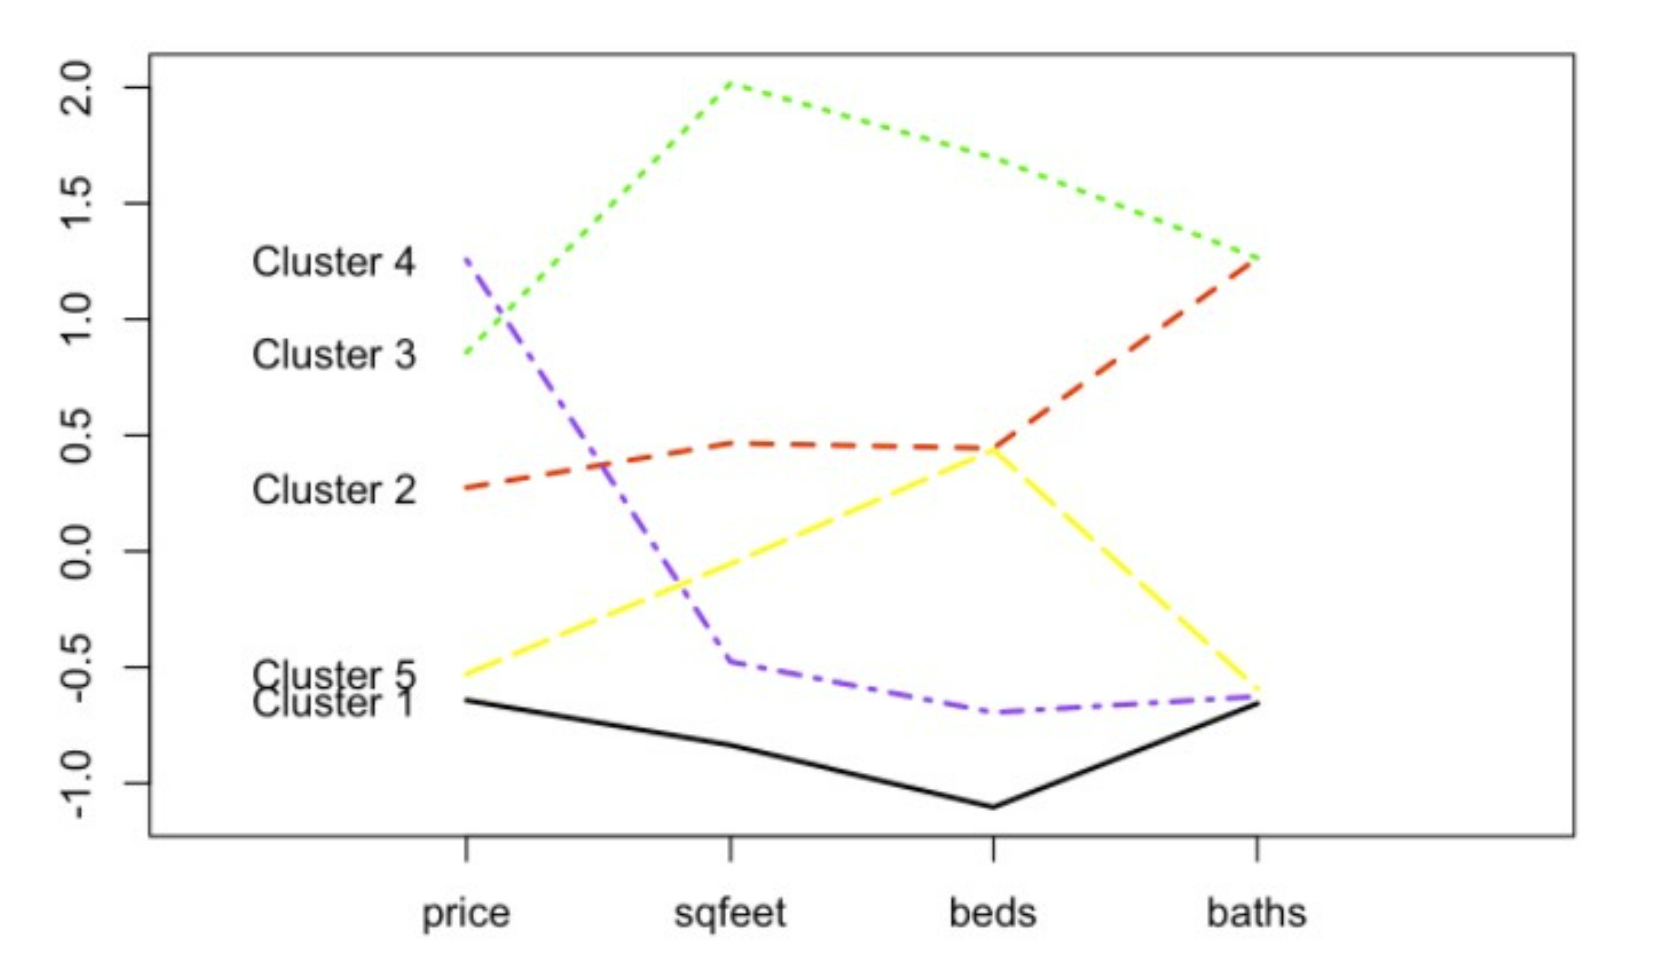 2.0
1.5
1.0
0.5
0.0
-0.5
-1.0
Cluster 4
Cluster 3
Cluster 2
Cluster 5
Cluster 1
price sqfeet beds baths